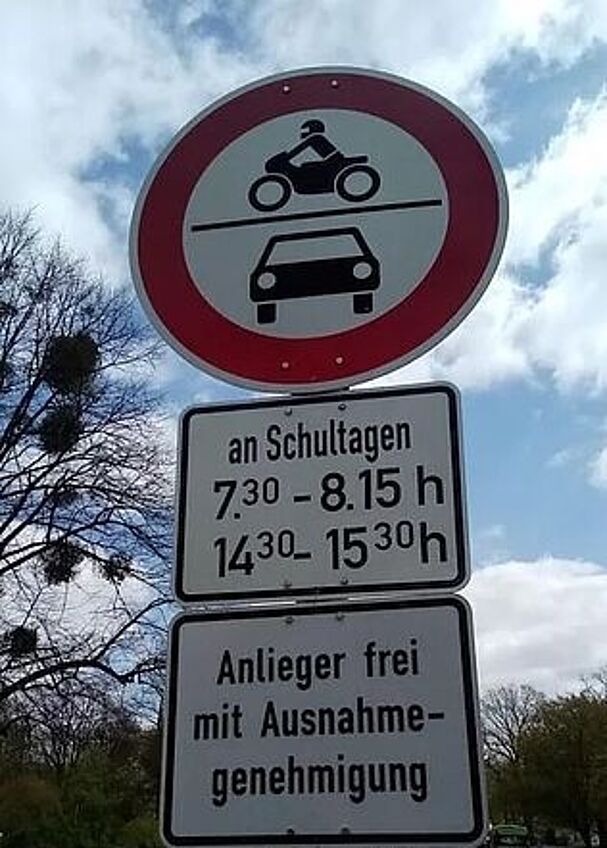 an Schultagen
7.30 - 8.15 h
14 30 - 15 30 h
Anlieger frei
mit Ausnahme-
genehmigung